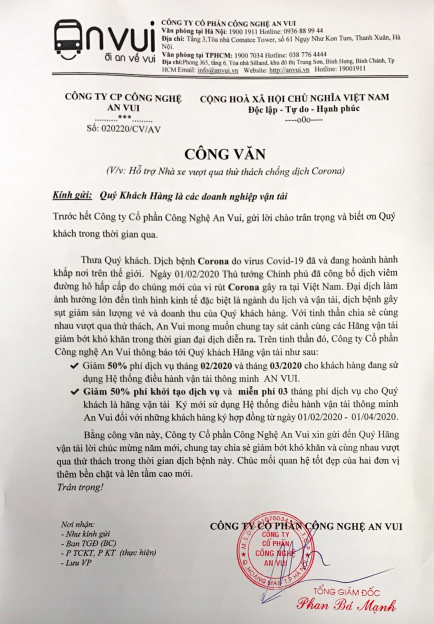 anvui
đi an về vui
CÔNG TY CỔ PHẦN CÔNG NGHỆ AN VUI
Văn phòng tại Hà Nội: 1900 1911 Hotline: 0936 88 99 44
Địa chỉ: Tầng 3,Tòa nhà Comatce Tower, số 61 Ngụy Như Kon Tum, Thanh Xuân, Hà
Nội.
Văn phòng tại TPHCM: 1900 7034 Hotline: 038 776 4444
Địa chỉ:Phòng J65, tầng 6, Tòa nhà Silland, khu đô thị Trung Sơn, Bình Hưng, Bình Chánh, Tp
HCM Email: info@anvui.vn Website: http://anvui.vn Hotline: 19001911
CÔNG TY CP CÔNG NGHỆ
AN VUI
.........***.........
Số: 020220/CV/AV
CỘNG HOÀ XÃ HỘI CHỦ NGHĨA VIỆT NAM
Độc lập - Tự do - Hạnh phúc
-----o0o-----
CÔNG VĂN
(V/v: Hỗ trợ Nhà xe vượt qua thử thách chống dịch Corona)
Kính gửi: Quý Khách Hàng là các doanh nghiệp vận tải
Trước hết Công ty Cổ phần Công Nghệ An Vui, gửi lời chào trân trọng và biết ơn Quý
khách trong thời gian qua.
Thưa Quý khách. Dịch bệnh Corona do virus Covid-19 đã và đang hoành hành
khắp nơi trên thế giới. Ngày 01/02/2020 Thủ tướng Chính phủ đã công bố dịch viêm
đường hô hấp cấp do chủng mới của vi rút Corona gây ra tại Việt Nam. Đại dịch làm
ảnh hưởng lớn đến tình hình kinh tế đặc biệt là ngành du lịch và vận tải, dịch bệnh gây
sụt giảm sản lượng vé và doanh thu của Quý khách hàng. Với tinh thần chia sẻ cùng
nhau vượt qua thử thách, An Vui mong muốn chung tay sát cánh cùng các Hãng vận tải
giảm bớt khó khăn trong thời gian đại dịch diễn ra. Trên tinh thần đó, Công ty Cổ phần
Công nghệ An Vui thông báo tới Quý Khách Hãng vận tải như sau:
✔ Giảm 50% phí dịch vụ tháng 02/2020 và tháng 03/2020 cho khách hàng đang sử
dụng Hệ thống điều hành vận tải thông minh AN VUI.
✔ Giảm 50% phí khởi tạo dịch vụ và miễn phí 03 tháng phí dịch vụ cho Quý
khách là hãng vận tải Ký mới sử dụng Hệ thống điều hành vận tải thông minh
An Vui đối với những khách hàng ký hợp đồng từ ngày 01/02/2020 - 01/04/2020.
Bằng công văn này, Công ty Cổ phần Công Nghệ An Vui xin gửi đến Quý Hãng
vận tải lời chúc mừng năm mới, chung tay chia sẻ giảm bớt khó khăn và cùng nhau vượt
qua thử thách trong thời gian dịch bệnh này. Chúc mối quan hệ tốt đẹp của hai đơn vị
thêm bền chặt và lên tầm cao mới.
Trân trọng!
Nơi nhận:
- Như kính gửi
- Ban TGĐ (BC)
- P TCKT, P KT (thực hiện)
- Lưu VP
CÔNG TY CỔ PHẦN CÔNG NGHỆ AN VUI
CÔNG TY
CỔ PHẦN
CÔNG NGHỆ
AN VUI
TỔNG GIÁM ĐỐC
Phan Bá Mạnh